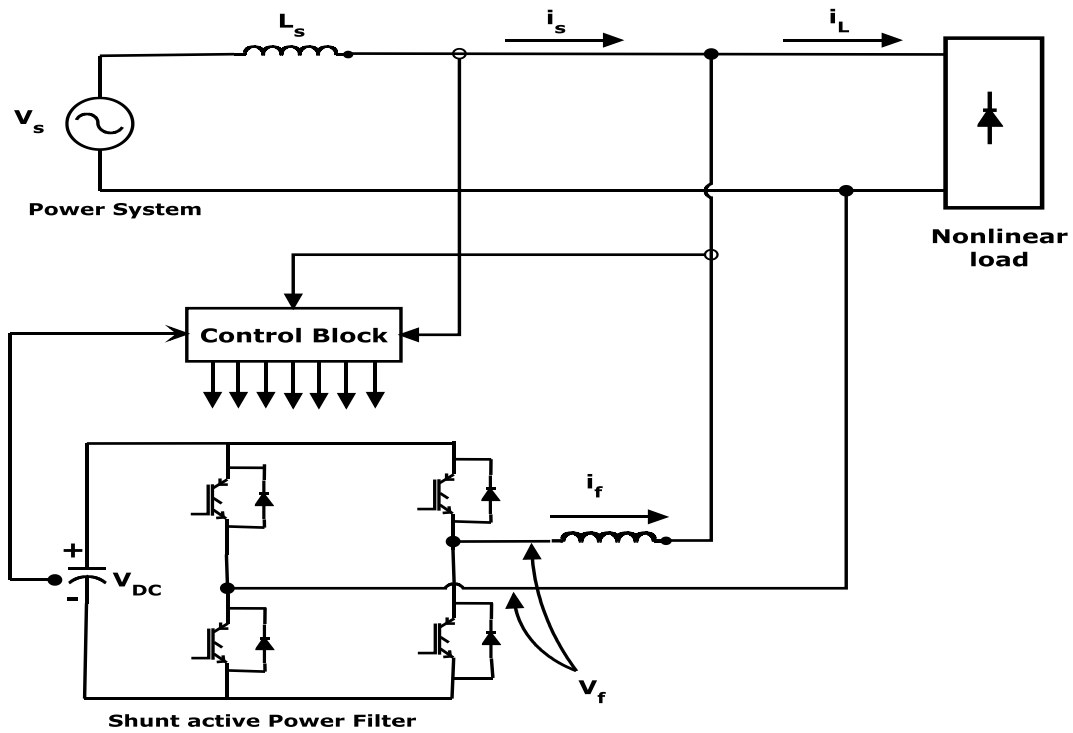 Ls
is
iL
Vs
Power System
Nonlinear
load
Control Block
if
+
VDC
-
Vf
Shunt active Power Filter